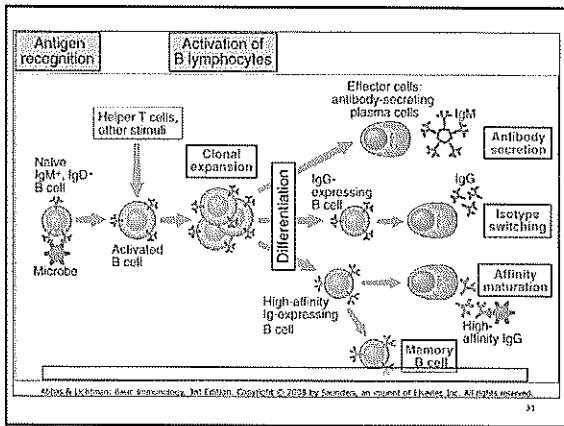 Antigen
recognition
Activation of
B lymphocytes
Helper T cells,
other stimuli
Naive
IgM+, IgD+
B cell
Microbe
Activated
B cell
Clonal
expansion
Differentiation
Effector cells:
antibody-secreting
plasma cells
IgM
Antibody
secretion
IgG-
expressing
B cell
IgG
Isotype
switching
High-affinity
Ig-expressing
B cell
Affinity
maturation
High-
affinity IgG
Memory
B cell
Abbas & Lichtman: Basic Immunology, 3rd Edition. Copyright © 2008 by Saunders, an imprint of Elsevier, Inc. All rights reserved.
31